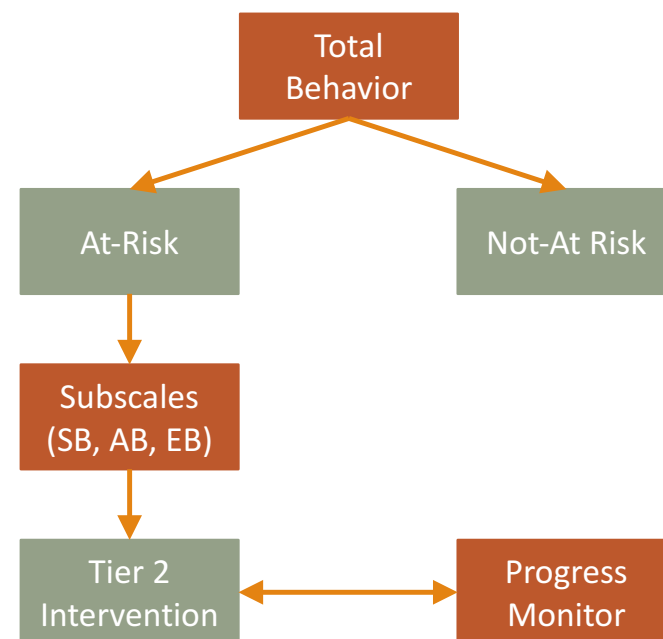 Total
Behavior
At-Risk
Not-At Risk
Subscales
(SB, AB, EB)
Tier 2
Intervention
Progress
Monitor